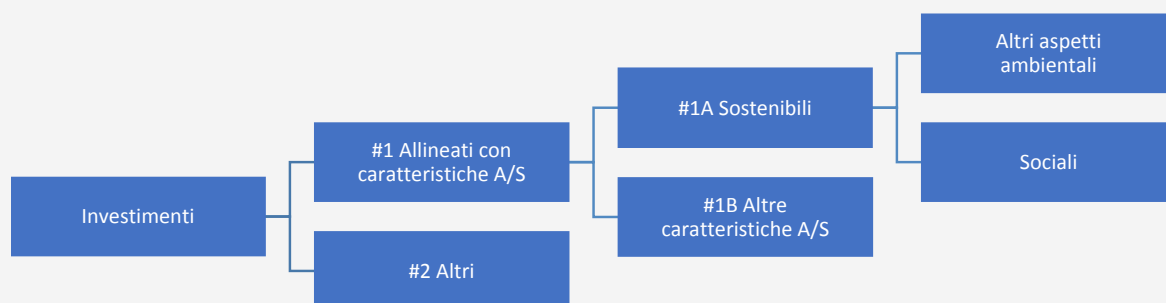 Investimenti
#1 Allineati con
caratteristiche A/S
#2 Altri
#1A Sostenibili
#1B Altre
caratteristiche A/S
Altri aspetti
ambientali
Sociali